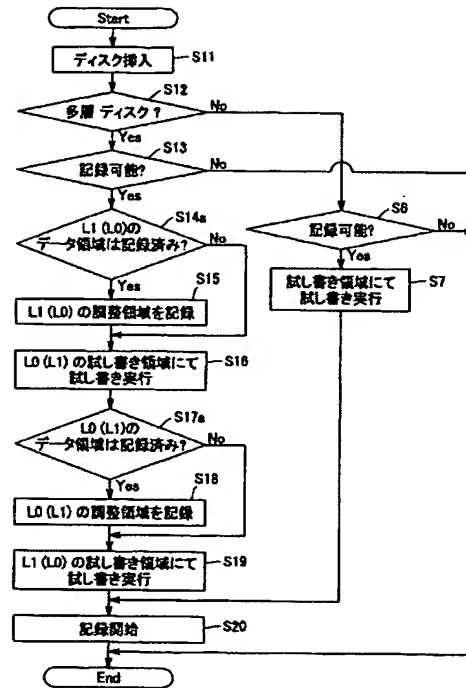 Start
ディスク挿入
S11
多層 ディスク?
S12
No
Yes
記録可能?
S13
No
Yes
L1(L0)の
データ領域は記録済み?
S14a
No
Yes
記録可能?
S6
No
Yes
試し書き領域にて
試し書き実行
S7
L1(L0)の調整領域を記録
S15
L0(L1)の試し書き領域にて
試し書き実行
S16
L0(L1)の
データ領域は記録済み?
S17a
No
Yes
L0(L1)の調整領域を記録
S18
L1(L0)の試し書き領域にて
試し書き実行
S19
記録開始
S20
End